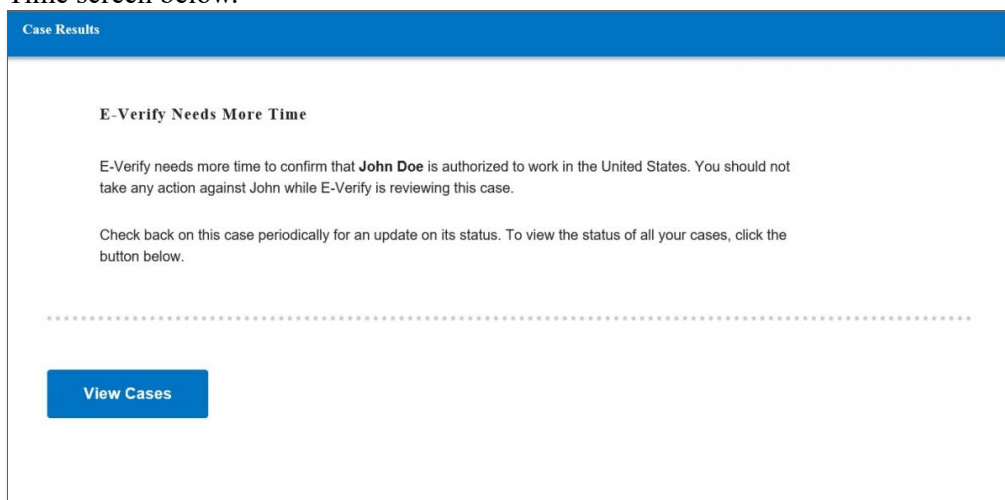 Time screen below.
Case Results
E-Verify Needs More Time
E-Verify needs more time to confirm that John Doe is authorized to work in the United States. You should not
take any action against John while E-Verify is reviewing this case.
Check back on this case periodically for an update on its status. To view the status of all your cases, click the
button below.
View Cases